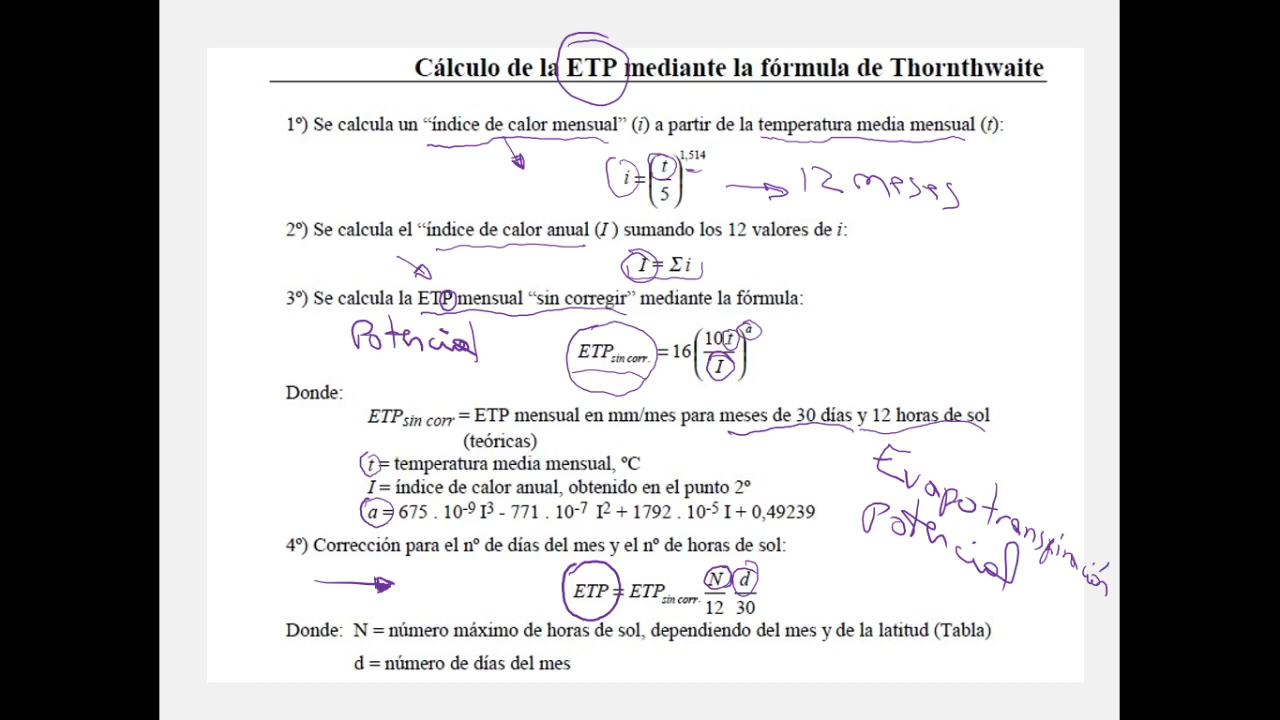 Cálculo de la ETP mediante la fórmula de Thornthwaite
1º) Se calcula un “índice de calor mensual” (i) a partir de la temperatura media mensual (t):
i = (t/5)^1,514
→ 12 meses
2º) Se calcula el “índice de calor anual (I ) sumando los 12 valores de i:
I = Σ i
3º) Se calcula la ETP mensual “sin corregir” mediante la fórmula:
Potencial
ETP sin corr. = 16 (10t/I)^a
Donde:
ETP sin corr = ETP mensual en mm/mes para meses de 30 días y 12 horas de sol
(teóricas)
t = temperatura media mensual, ºC
I = índice de calor anual, obtenido en el punto 2º
a = 675 . 10^-9 I^3 - 771 . 10^-7 I^2 + 1792 . 10^-5 I + 0,49239
Evapotranspiración
Potencial
4º) Corrección para el nº de días del mes y el nº de horas de sol:
ETP = ETP sin corr. N/12 d/30
Donde: N = número máximo de horas de sol, dependiendo del mes y de la latitud (Tabla)
d = número de días del mes